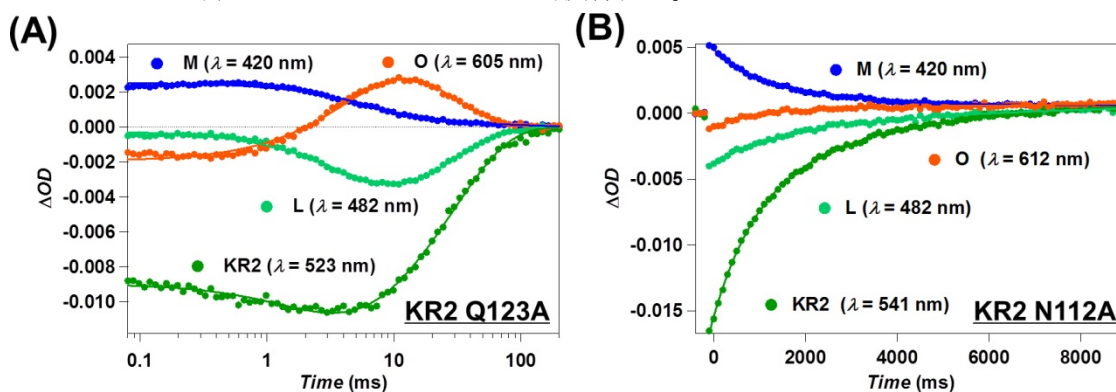 (A)
M (λ = 420 nm)
O (λ = 605 nm)
L (λ = 482 nm)
KR2 (λ = 523 nm)
KR2 Q123A
ΔOD
0.004
0.002
0.000
-0.002
-0.004
-0.006
-0.008
-0.010
0.1
1
10
100
Time (ms)
(B)
M (λ = 420 nm)
O (λ = 612 nm)
L (λ = 482 nm)
KR2 (λ = 541 nm)
KR2 N112A
ΔOD
0.005
0.000
-0.005
-0.010
-0.015
0
2000
4000
6000
8000
Time (ms)